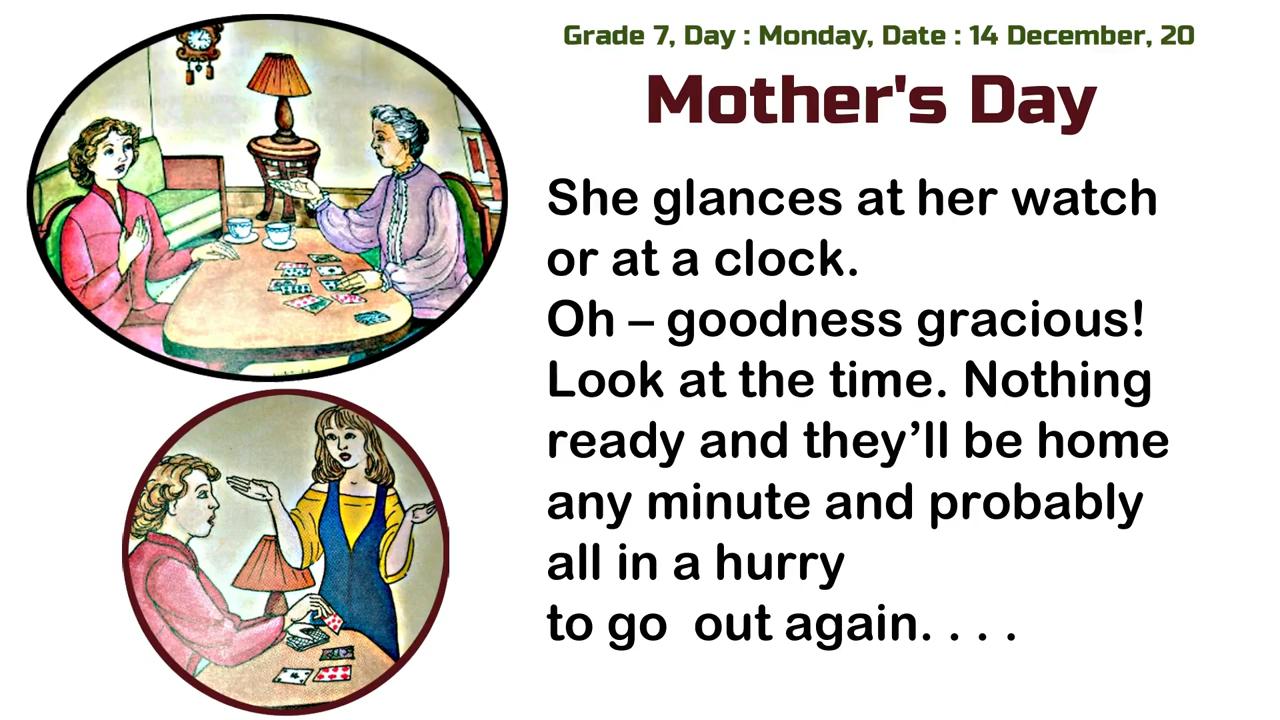 Grade 7, Day : Monday, Date : 14 December, 20
Mother's Day
She glances at her watch
or at a clock.
Oh – goodness gracious!
Look at the time. Nothing
ready and they’ll be home
any minute and probably
all in a hurry
to go  out again. . . .